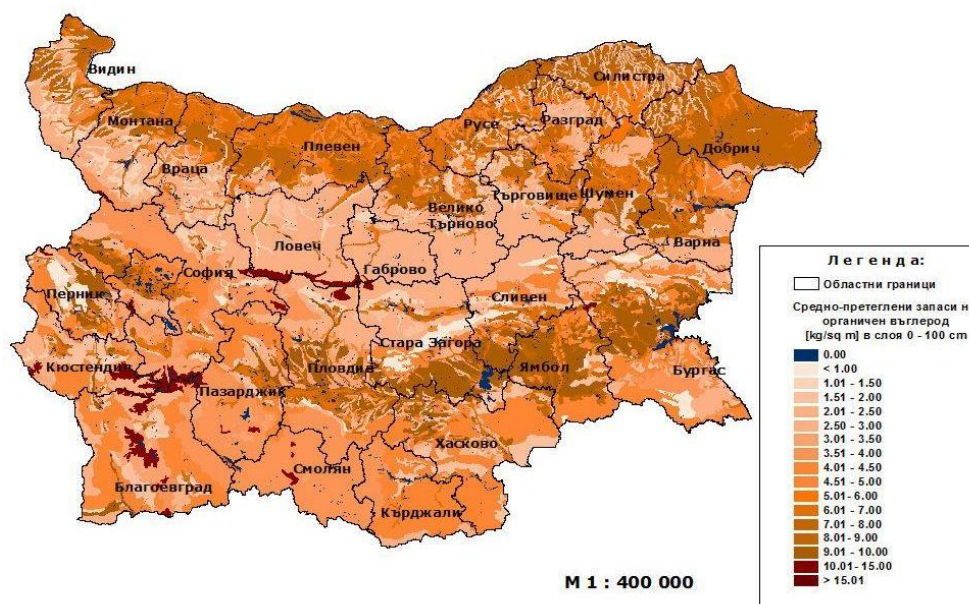 Видин
Силистра
Монтана
Русе
Разград
Плевен
Добрич
Враца
Търговище
Шумен
Велико
Търново
Ловеч
Варна
София
Габрово
Перник
Сливен
Стара Загора
Кюстендил
Пловдив
Ямбол
Бургас
Пазарджик
Хасково
Смолян
Благоевград
Кърджали
М 1 : 400 000
Легенда:
Областни граници
Средно-претеглени запаси н
органичен въглерод
[kg/sq m] в слоя 0 - 100 cm
0.00
< 1.00
1.01 - 1.50
1.51 - 2.00
2.01 - 2.50
2.50 - 3.00
3.01 - 3.50
3.51 - 4.00
4.01 - 4.50
4.51 - 5.00
5.01 - 6.00
6.01 - 7.00
7.01 - 8.00
8.01 - 9.00
9.01 - 10.00
10.01 - 15.00
> 15.01